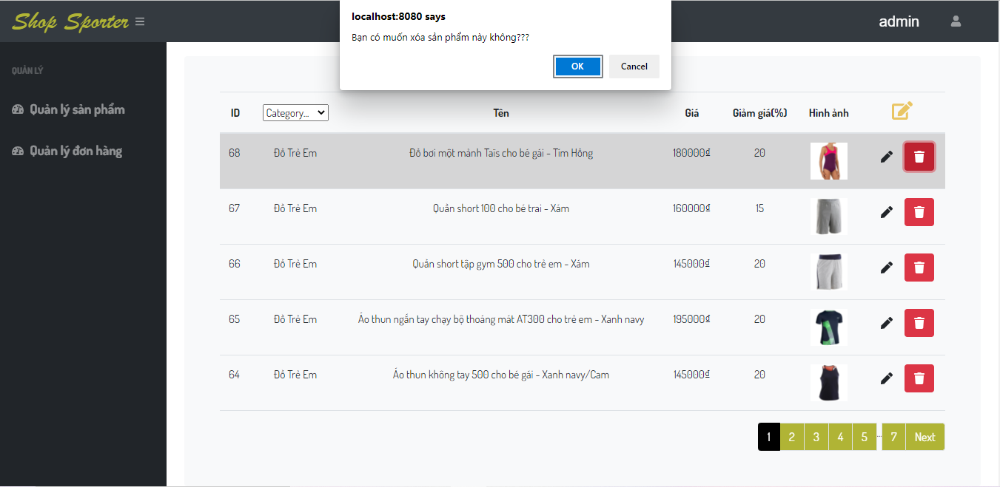 Shop Sporter
localhost:8080 says
Bạn có muốn xóa sản phẩm này không???
OK Cancel
admin
QUẢN LÝ
Quản lý sản phẩm
Quản lý đơn hàng
ID Category... Tên Giá Giảm giá(%) Hình ảnh
68 Đồ Trẻ Em Đồ bơi một mảnh Taïs cho bé gái - Tím Hồng 180000₫ 20
67 Đồ Trẻ Em Quần short 100 cho bé trai - Xám 160000₫ 15
66 Đồ Trẻ Em Quần short tập gym 500 cho trẻ em - Xám 145000₫ 20
65 Đồ Trẻ Em Áo thun ngắn tay chạy bộ thoáng mát AT300 cho trẻ em - Xanh navy 195000₫ 20
64 Đồ Trẻ Em Áo thun không tay 500 cho bé gái - Xanh navy/Cam 145000₫ 20
1 2 3 4 5 ... 7 Next